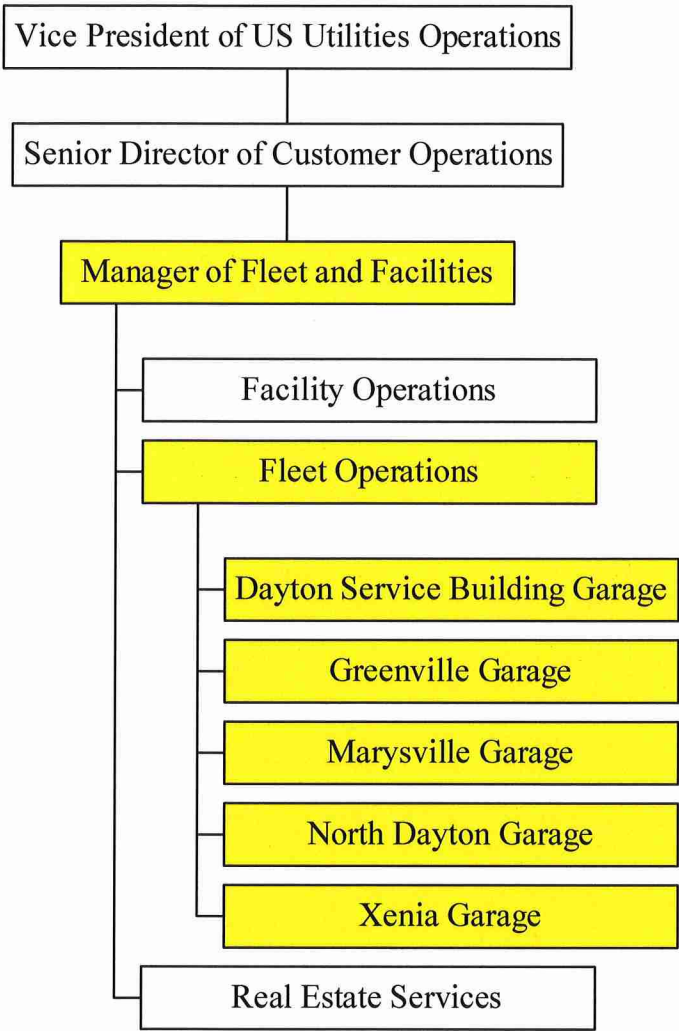 Vice President of US Utilities Operations
Senior Director of Customer Operations
Manager of Fleet and Facilities
Facility Operations
Fleet Operations
Dayton Service Building Garage
Greenville Garage
Marysville Garage
North Dayton Garage
Xenia Garage
Real Estate Services